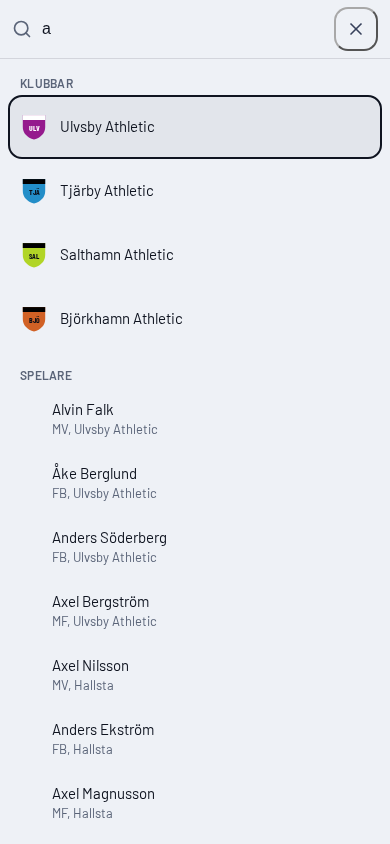 a
KLUBBAR
ULV Ulvsby Athletic
TJÄ Tjärby Athletic
SAL Salthamn Athletic
BJÖ Björkhamn Athletic
SPELARE
Alvin Falk
MV, Ulvsby Athletic
Åke Berglund
FB, Ulvsby Athletic
Anders Söderberg
FB, Ulvsby Athletic
Axel Bergström
MF, Ulvsby Athletic
Axel Nilsson
MV, Hallsta
Anders Ekström
FB, Hallsta
Axel Magnusson
MF, Hallsta